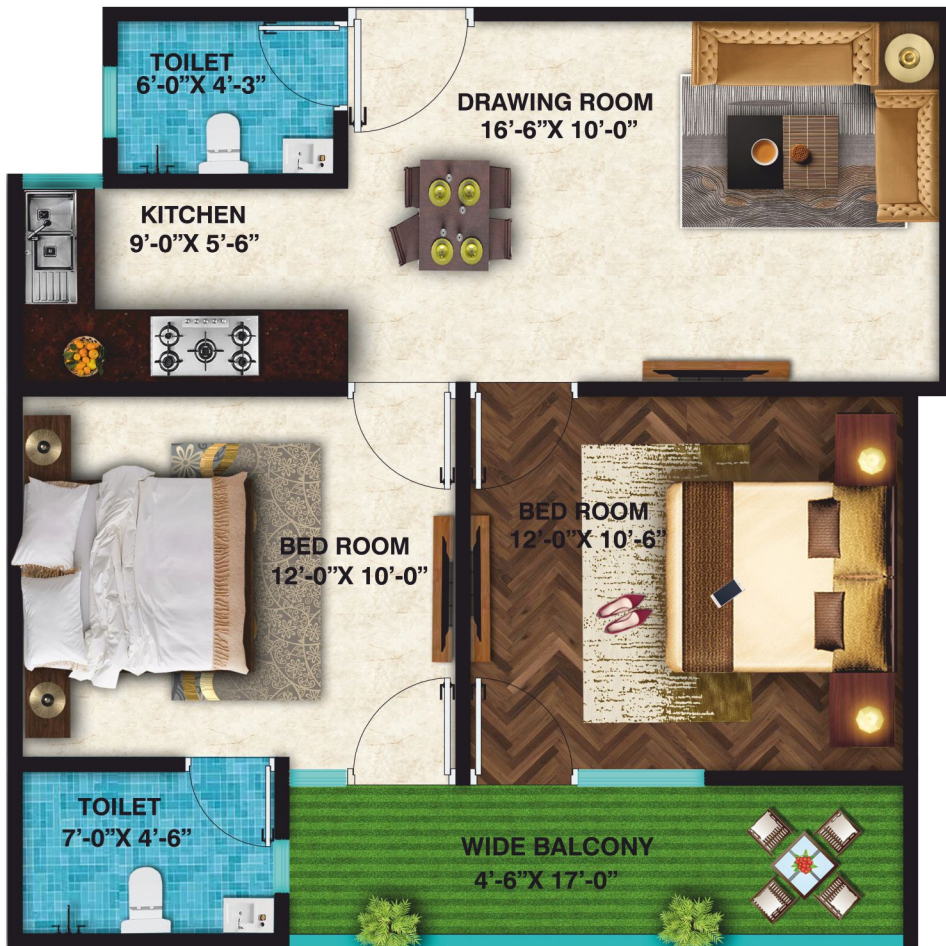 TOILET
6’-0”X 4’-3”
DRAWING ROOM
16’-6”X 10’-0”
KITCHEN
9’-0”X 5’-6”
BED ROOM
12’-0”X 10’-0”
BED ROOM
12’-0”X 10’-6”
TOILET
7’-0”X 4’-6”
WIDE BALCONY
4’-6”X 17’-0”